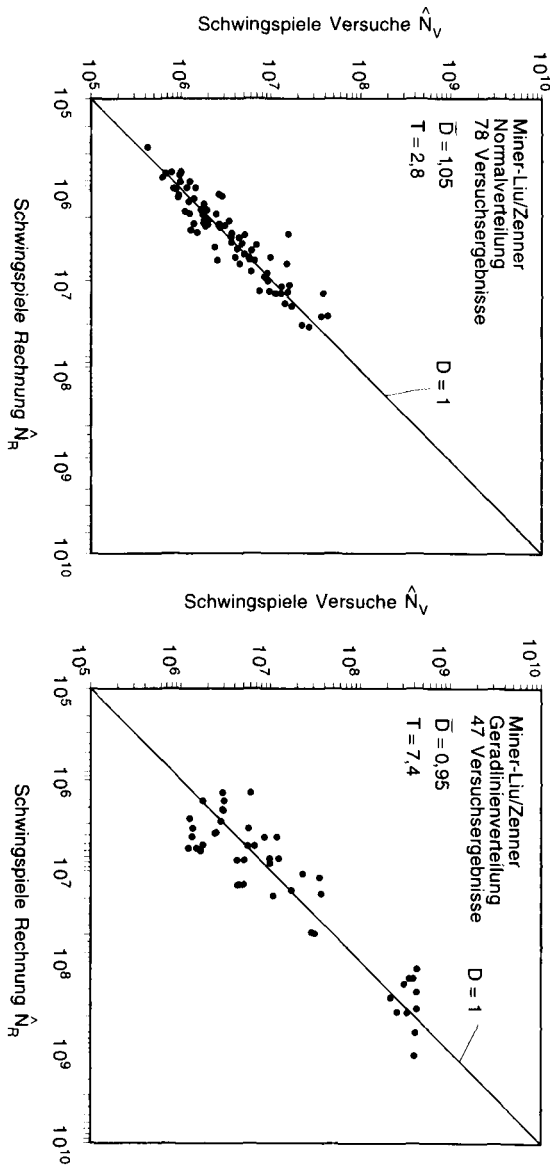 Schwingspiele Versuche N̂V
10⁵
10⁶
10⁷
10⁸
10⁹
10¹⁰
Miner-Liu/Zenner
Normalverteilung
78 Versuchsergebnisse
D̅ = 1,05
T = 2,8
D = 1
10⁵
10⁶
10⁷
10⁸
10⁹
10¹⁰
Schwingspiele Rechnung N̂R
Schwingspiele Versuche N̂V
10⁵
10⁶
10⁷
10⁸
10⁹
10¹⁰
Miner-Liu/Zenner
Geradlinienverteilung
47 Versuchsergebnisse
D̅ = 0,95
T = 7,4
D = 1
10⁵
10⁶
10⁷
10⁸
10⁹
10¹⁰
Schwingspiele Rechnung N̂R